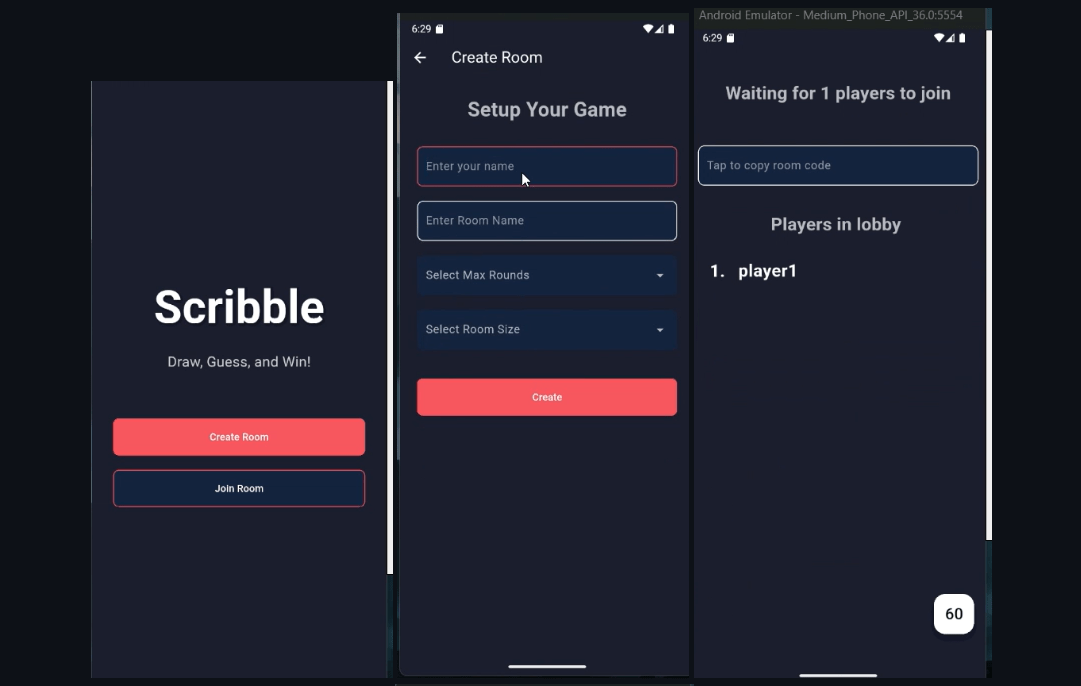 Scribble
Draw, Guess, and Win!
Create Room
Join Room
6:29
Create Room
Setup Your Game
Enter your name
Enter Room Name
Select Max Rounds
Select Room Size
Create
Android Emulator - Medium_Phone_API_36.0:5554
6:29
Waiting for 1 players to join
Tap to copy room code
Players in lobby
1. player1
60